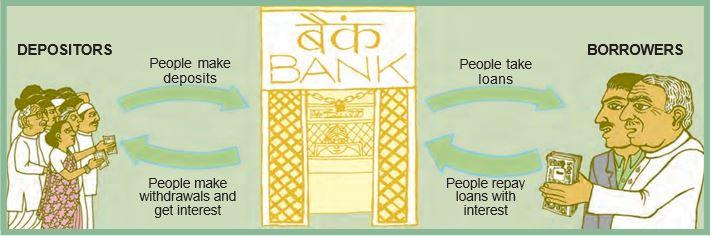 DEPOSITORS
People make
deposits
People make
withdrawals and
get interest
बैंक
BANK
People take
loans
People repay
loans with
interest
BORROWERS